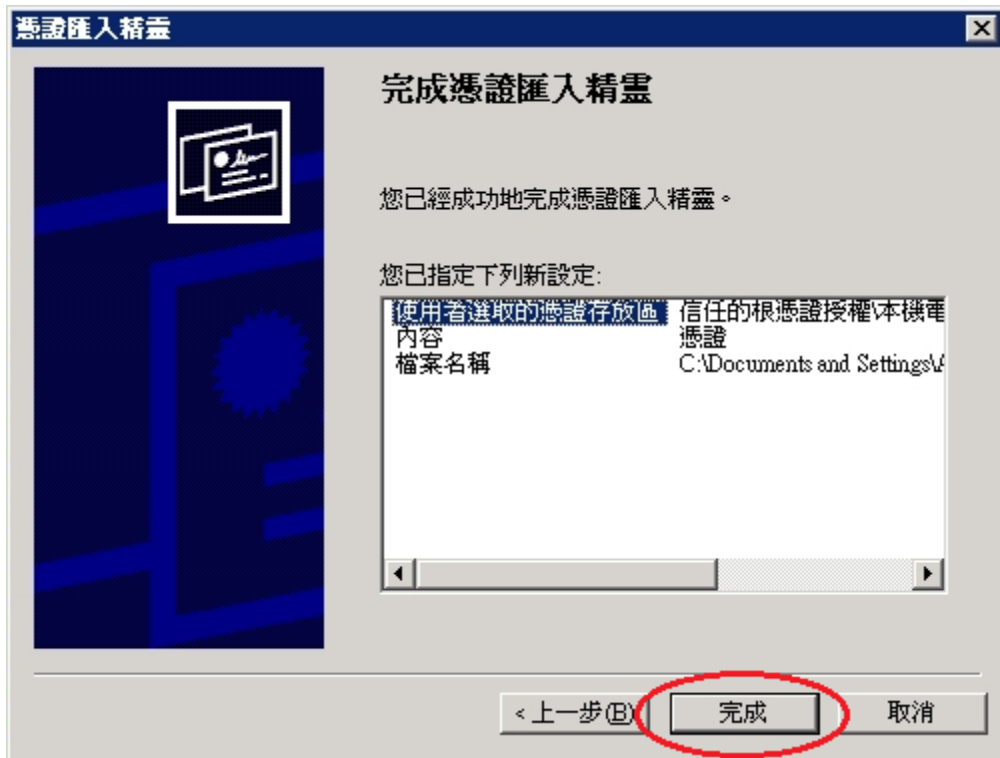 憑證匯入精靈
完成憑證匯入精靈
您已經成功地完成憑證匯入精靈。
您已指定下列新設定:
使用者選取的憑證存放區 信任的根憑證授權\本機電
內容 憑證
檔案名稱 C:\Documents and Settings\A
<上一步(B) 完成 取消